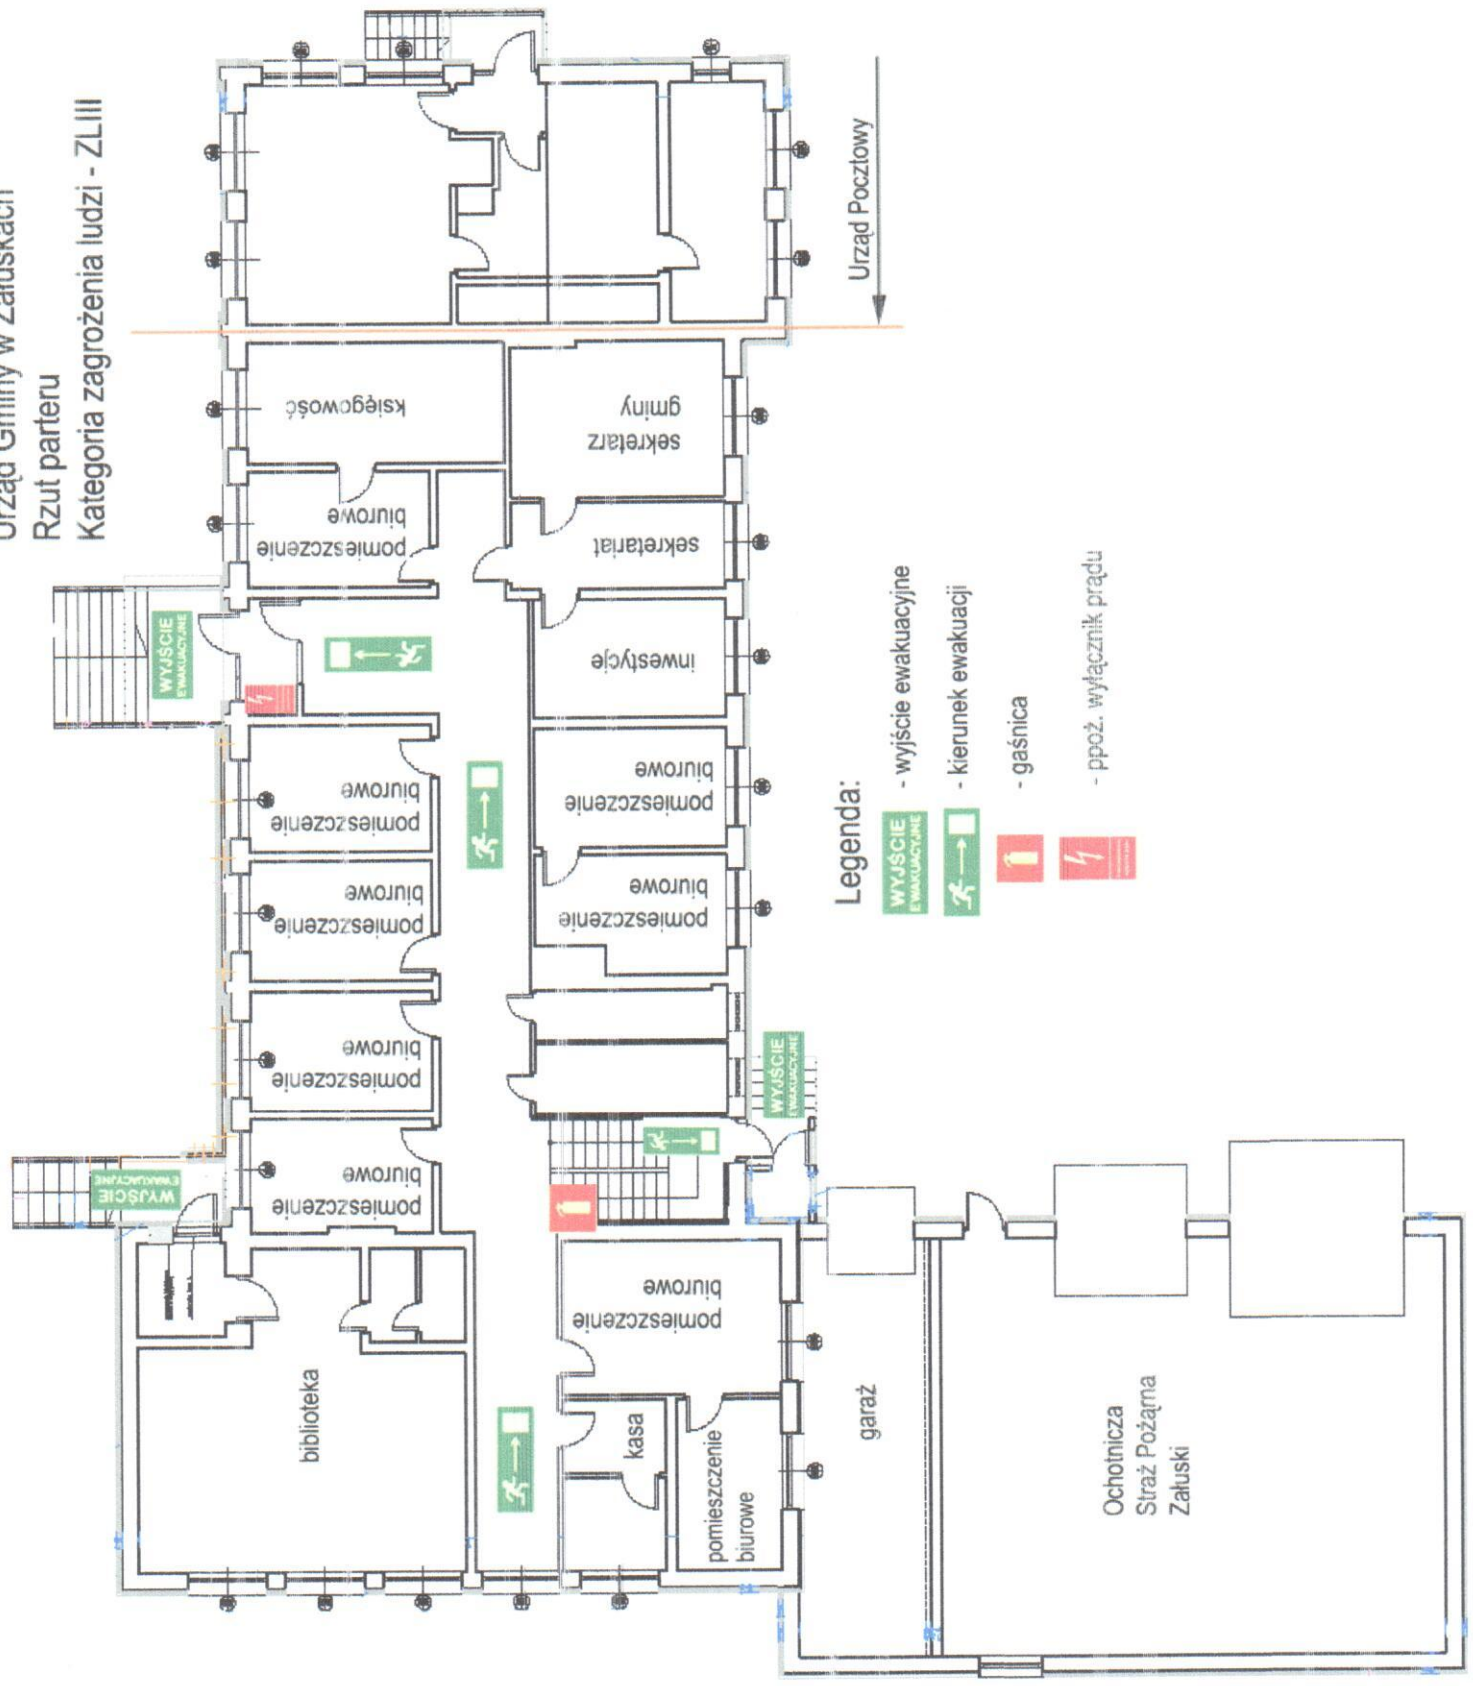 Urząd Gminy w Załuskach
Rzut parteru
Kategoria zagrożenia ludzi - ZLIII
WYJŚCIE
EWAKUACYJNE
WYJŚCIE
EWAKUACYJNE
biblioteka
pomieszczenie
biurowe
pomieszczenie
biurowe
pomieszczenie
biurowe
pomieszczenie
biurowe
pomieszczenie
biurowe
księgowość
kasa
pomieszczenie
biurowe
pomieszczenie
biurowe
pomieszczenie
biurowe
pomieszczenie
biurowe
inwestycje
sekretariat
sekretarz
gminy
WYJŚCIE
EWAKUACYJNE
Urząd Pocztowy
garaż
Ochotnicza
Straż Pożąrna
Załuski
Legenda:
WYJŚCIE
EWAKUACYJNE
- wyjście ewakuacyjne
- kierunek ewakuacji
- gaśnica
- ppoż. wyłącznik prądu